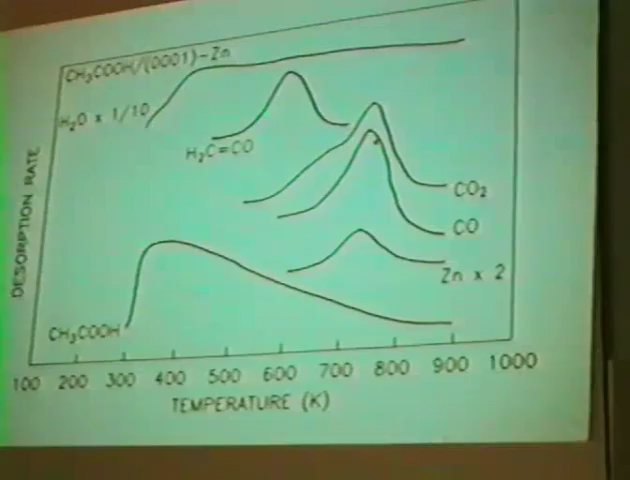 CH₃COOH/(0001)-Zn
H₂O x 1/10
H₂C=CO
CO₂
CO
Zn x 2
CH₃COOH
DESORPTION RATE
100 200 300 400 500 600 700 800 900 1000
TEMPERATURE (K)